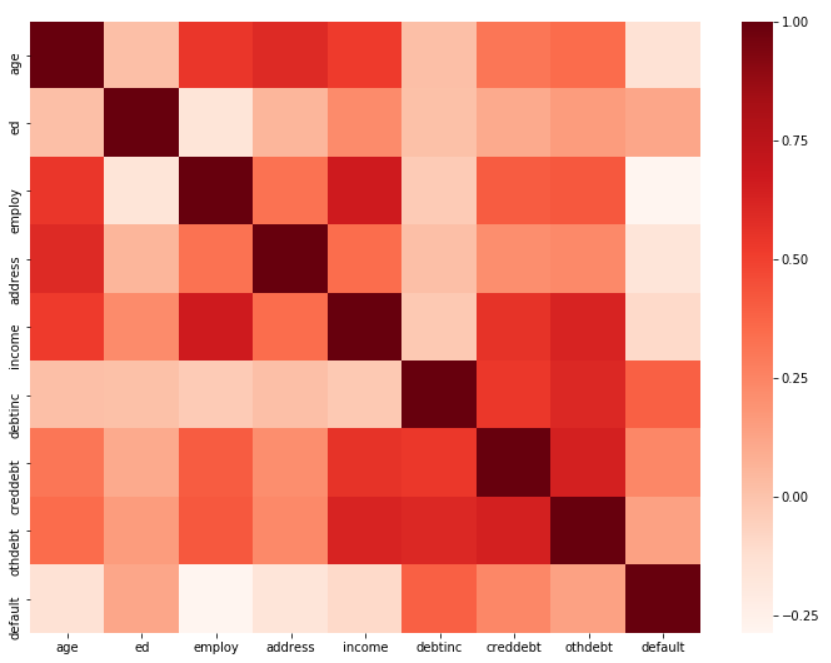 age
ed
employ
address
income
debtinc
creddebt
othdebt
default
age ed employ address income debtinc creddebt othdebt default
1.00
0.75
0.50
0.25
0.00
−0.25